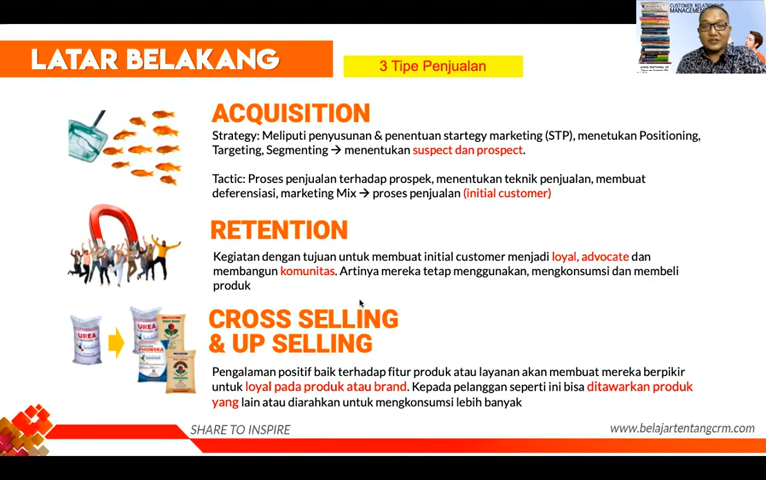 CUSTOMER RELATIONSHIP
MANAGEMENT
LATAR BELAKANG
3 Tipe Penjualan
ACQUISITION
Strategy: Meliputi penyusunan & penentuan startegy marketing (STP), menetukan Positioning,
Targeting, Segmenting → menentukan suspect dan prospect.
Tactic: Proses penjualan terhadap prospek, menentukan teknik penjualan, membuat
deferensiasi, marketing Mix → proses penjualan (initial customer)
RETENTION
Kegiatan dengan tujuan untuk membuat initial customer menjadi loyal, advocate dan
membangun komunitas. Artinya mereka tetap menggunakan, mengkonsumsi dan membeli
produk
UREA
UREA
PHONSKA
CROSS SELLING
& UP SELLING
Pengalaman positif baik terhadap fitur produk atau layanan akan membuat mereka berpikir
untuk loyal pada produk atau brand. Kepada pelanggan seperti ini bisa ditawarkan produk
yang lain atau diarahkan untuk mengkonsumsi lebih banyak
SHARE TO INSPIRE
www.belajartentangcrm.com